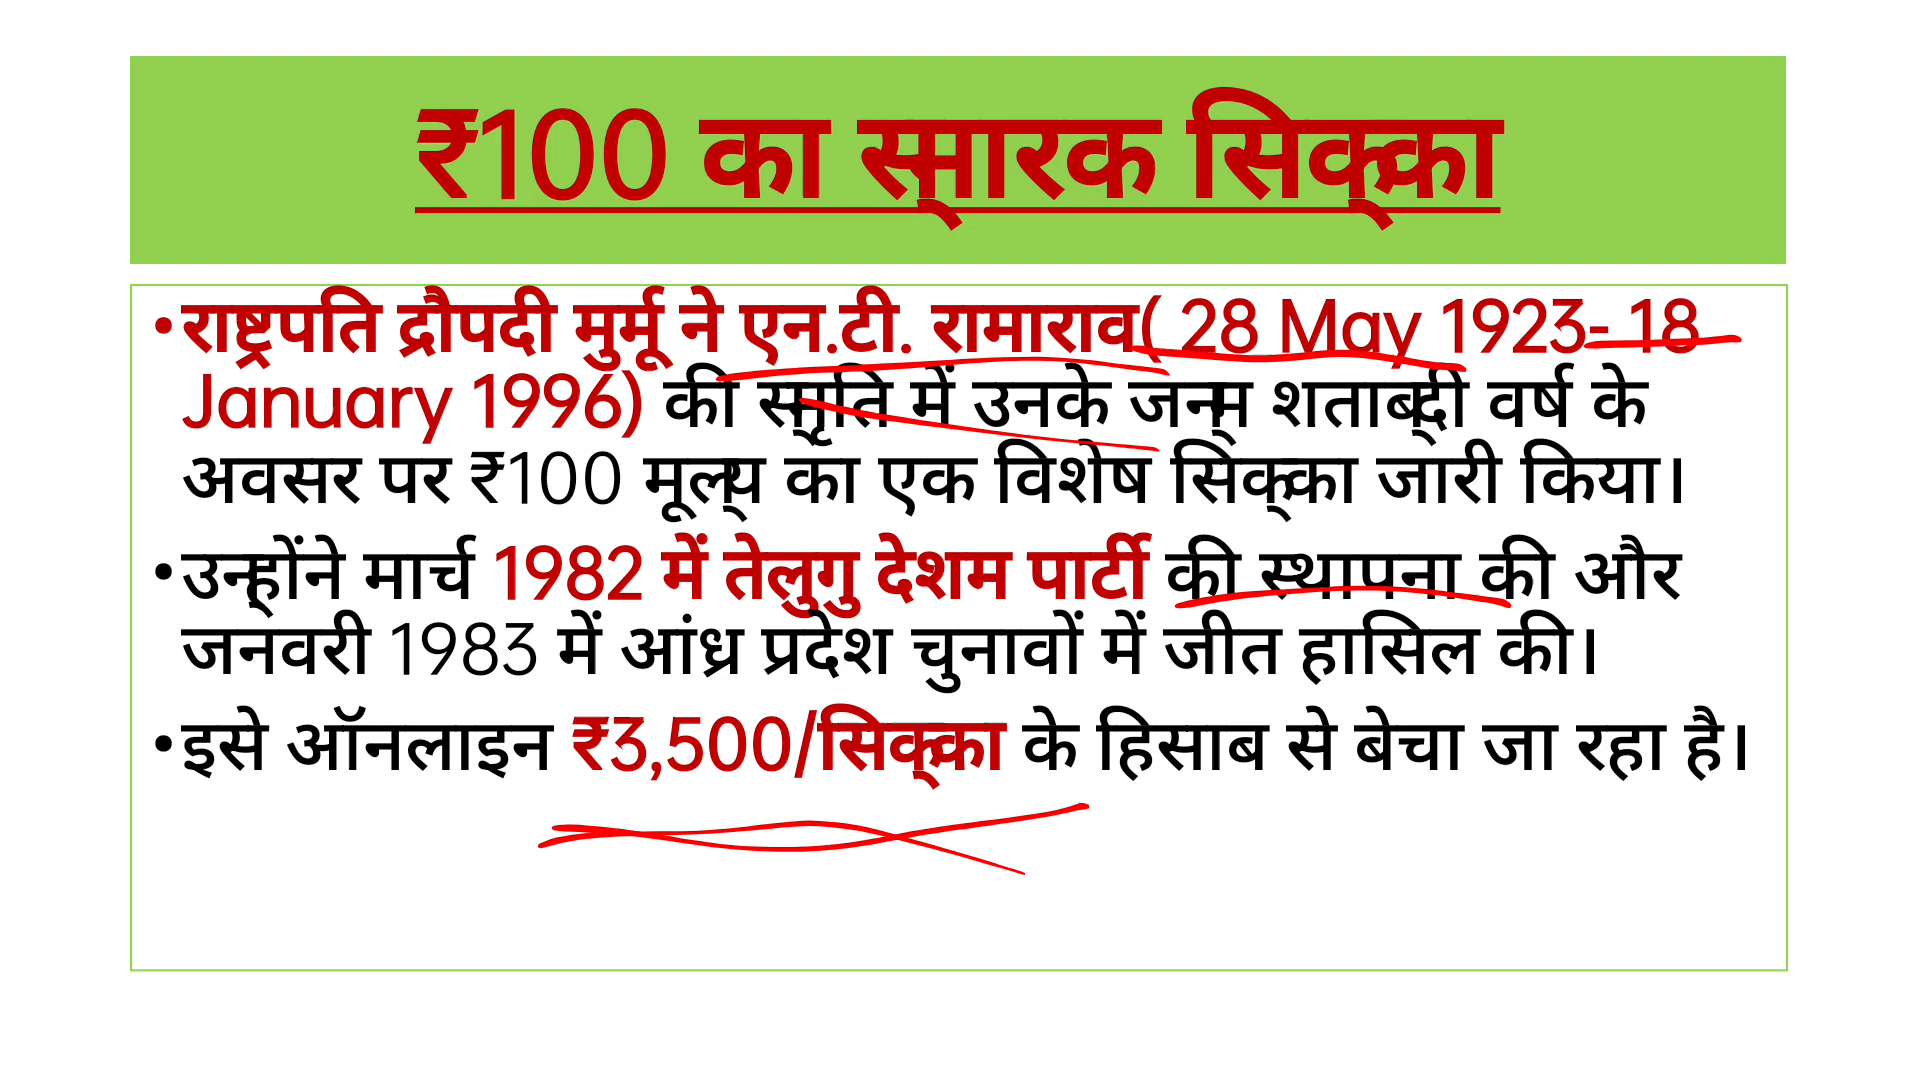 ₹100 का स्मारक सिक्का
•राष्ट्रपति द्रौपदी मुर्मू ने एन.टी. रामाराव( 28 May 1923- 18
January 1996) की स्मृति में उनके जन्म शताब्दी वर्ष के
अवसर पर ₹100 मूल्य का एक विशेष सिक्का जारी किया।
•उन्होंने मार्च 1982 में तेलुगु देशम पार्टी की स्थापना की और
जनवरी 1983 में आंध्र प्रदेश चुनावों में जीत हासिल की।
•इसे ऑनलाइन ₹3,500/सिक्का के हिसाब से बेचा जा रहा है।